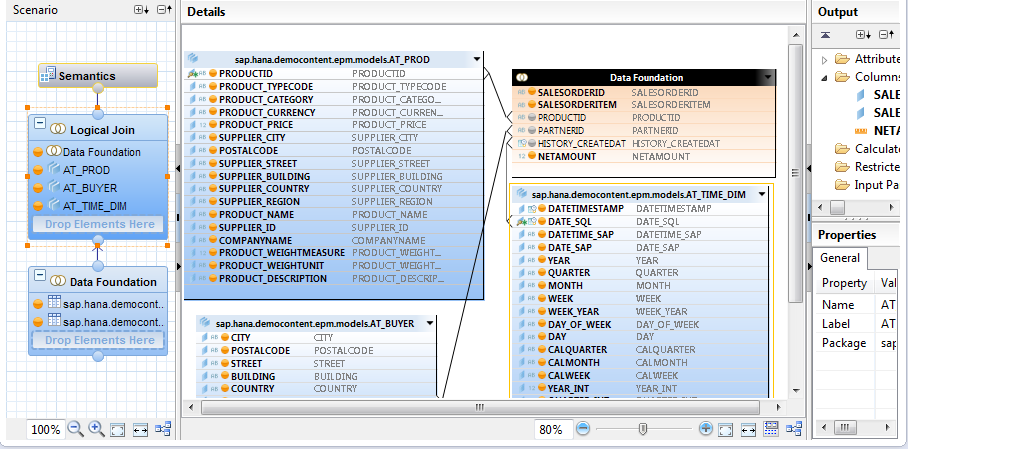 Scenario
Semantics
Logical Join
Data Foundation
AT_PROD
AT_BUYER
AT_TIME_DIM
Drop Elements Here
Data Foundation
sap.hana.democont..
sap.hana.democont..
Drop Elements Here
100%
Details
sap.hana.democontent.epm.models.AT_PROD
PRODUCTID PRODUCTID
PRODUCT_TYPECODE PRODUCT_TYPECODE
PRODUCT_CATEGORY PRODUCT_CATEGO...
PRODUCT_CURRENCY PRODUCT_CURREN...
PRODUCT_PRICE PRODUCT_PRICE
SUPPLIER_CITY SUPPLIER_CITY
POSTALCODE POSTALCODE
SUPPLIER_STREET SUPPLIER_STREET
SUPPLIER_BUILDING SUPPLIER_BUILDING
SUPPLIER_COUNTRY SUPPLIER_COUNTRY
SUPPLIER_REGION SUPPLIER_REGION
PRODUCT_NAME PRODUCT_NAME
SUPPLIER_ID SUPPLIER_ID
COMPANYNAME COMPANYNAME
PRODUCT_WEIGHTMEASURE PRODUCT_WEIGHT...
PRODUCT_WEIGHTUNIT PRODUCT_WEIGHT...
PRODUCT_DESCRIPTION PRODUCT_DESCRIP...
sap.hana.democontent.epm.models.AT_BUYER
CITY CITY
POSTALCODE POSTALCODE
STREET STREET
BUILDING BUILDING
COUNTRY COUNTRY
Data Foundation
SALESORDERID SALESORDERID
SALESORDERITEM SALESORDERITEM
PRODUCTID PRODUCTID
PARTNERID PARTNERID
HISTORY_CREATEDAT HISTORY_CREATEDAT
NETAMOUNT NETAMOUNT
sap.hana.democontent.epm.models.AT_TIME_DIM
DATETIMESTAMP DATETIMESTAMP
DATE_SQL DATE_SQL
DATETIME_SAP DATETIME_SAP
DATE_SAP DATE_SAP
YEAR YEAR
QUARTER QUARTER
MONTH MONTH
WEEK WEEK
WEEK_YEAR WEEK_YEAR
DAY_OF_WEEK DAY_OF_WEEK
DAY DAY
CALQUARTER CALQUARTER
CALMONTH CALMONTH
CALWEEK CALWEEK
YEAR_INT YEAR_INT
80%
Output
Attribute
Column:
SALE
SALE
NETA
Calculate
Restricte
Input Pa
Properties
General
Property Val
Name AT
Label AT
Package sap